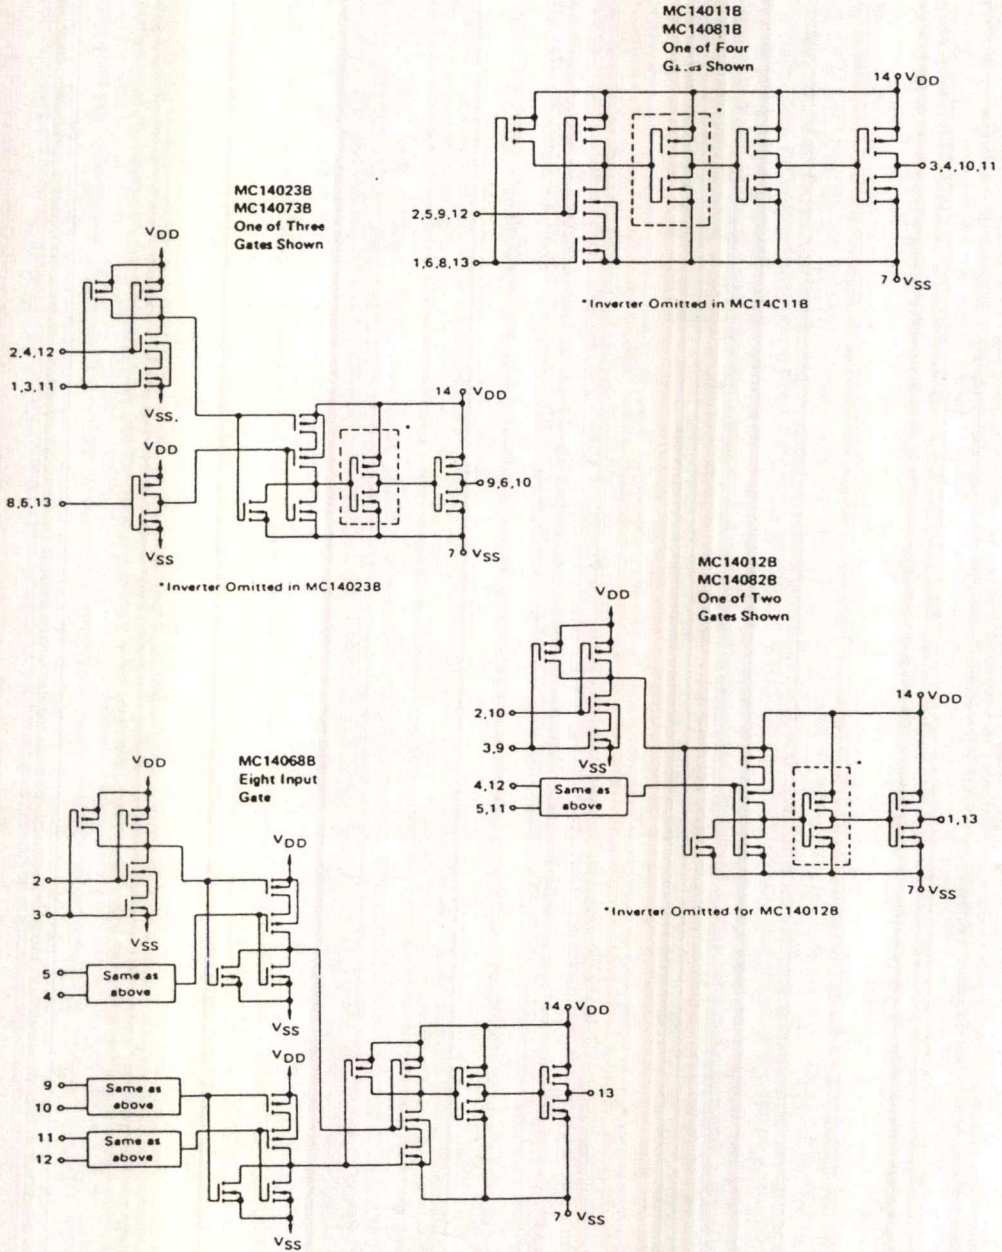 MC14011B
MC14081B
One of Four
Gates Shown
14 VDD
*
2,5,9,12
3,4,10,11
1,6,8,13
7 VSS
*Inverter Omitted in MC14C11B
MC14023B
MC14073B
One of Three
Gates Shown
VDD
2,4,12
1,3,11
VSS.
14 VDD
*
VDD
8,5,13
9,6,10
VSS
7 VSS
*Inverter Omitted in MC14023B
MC14012B
MC14082B
One of Two
Gates Shown
VDD
2,10
3,9
VSS
14 VDD
*
4,12
5,11
Same as
above
1,13
7 VSS
*Inverter Omitted for MC14012B
MC14068B
Eight Input
Gate
VDD
2
3
VSS
VDD
5
4
Same as
above
VSS
VDD
9
10
Same as
above
11
12
Same as
above
VSS
14 VDD
13
7 VSS